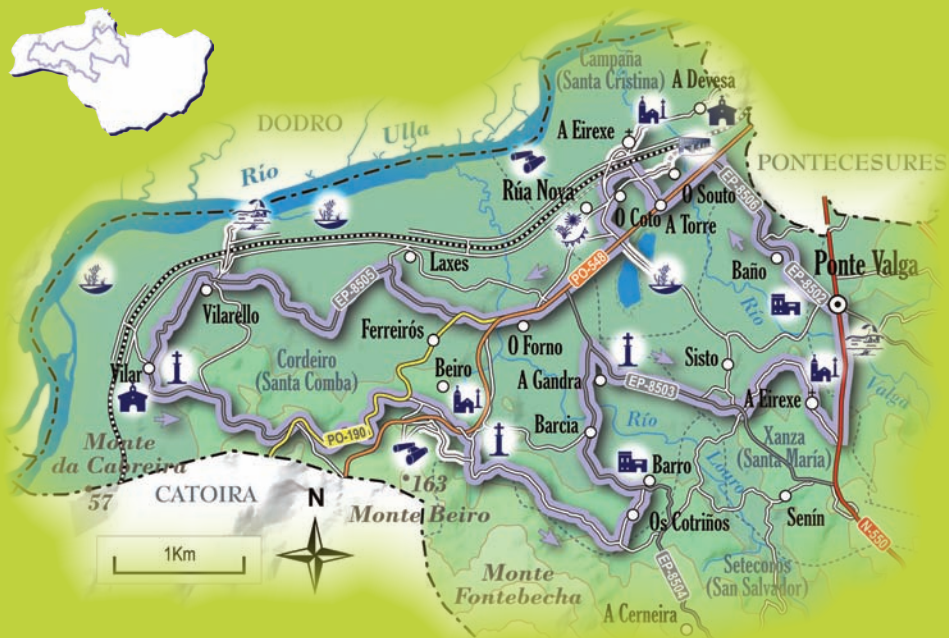 Campaña
(Santa Cristina)
A Devesa
DODRO
Río Ulla
A Eirexe
PONTECESURES
Rúa Nova
O Souto
EP-8506
O Coto
A Torre
Laxes
PO-548
Baño
Ponte Valga
EP-8505
EP-8502
Río
Vilarello
Ferreirós
O Forno
Cordeiro
(Santa Comba)
Beiro
Sisto
Vilar
A Gandra
EP-8503
A Eirexe
Valga
PO-190
Barcia
Río
Louro
Xanza
(Santa María)
Monte
da Cabreira
57
CATOIRA
N
163
Monte Beiro
Barro
Os Cotriños
Senín
N-550
1Km
Monte
Fontebecha
EP-8504
Setecoros
(San Salvador)
A Cerneira